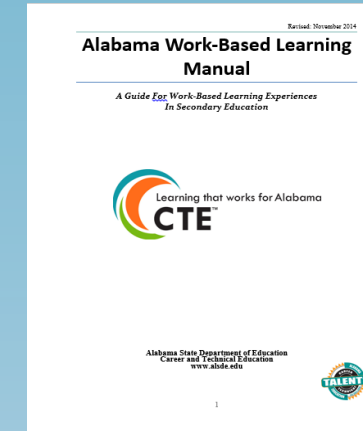 Revised: November 2014
Alabama Work-Based Learning
Manual
A Guide For Work-Based Learning Experiences
In Secondary Education
Learning that works for Alabama
CTE™
Alabama State Department of Education
Career and Technical Education
www.alsde.edu
TALENT
1